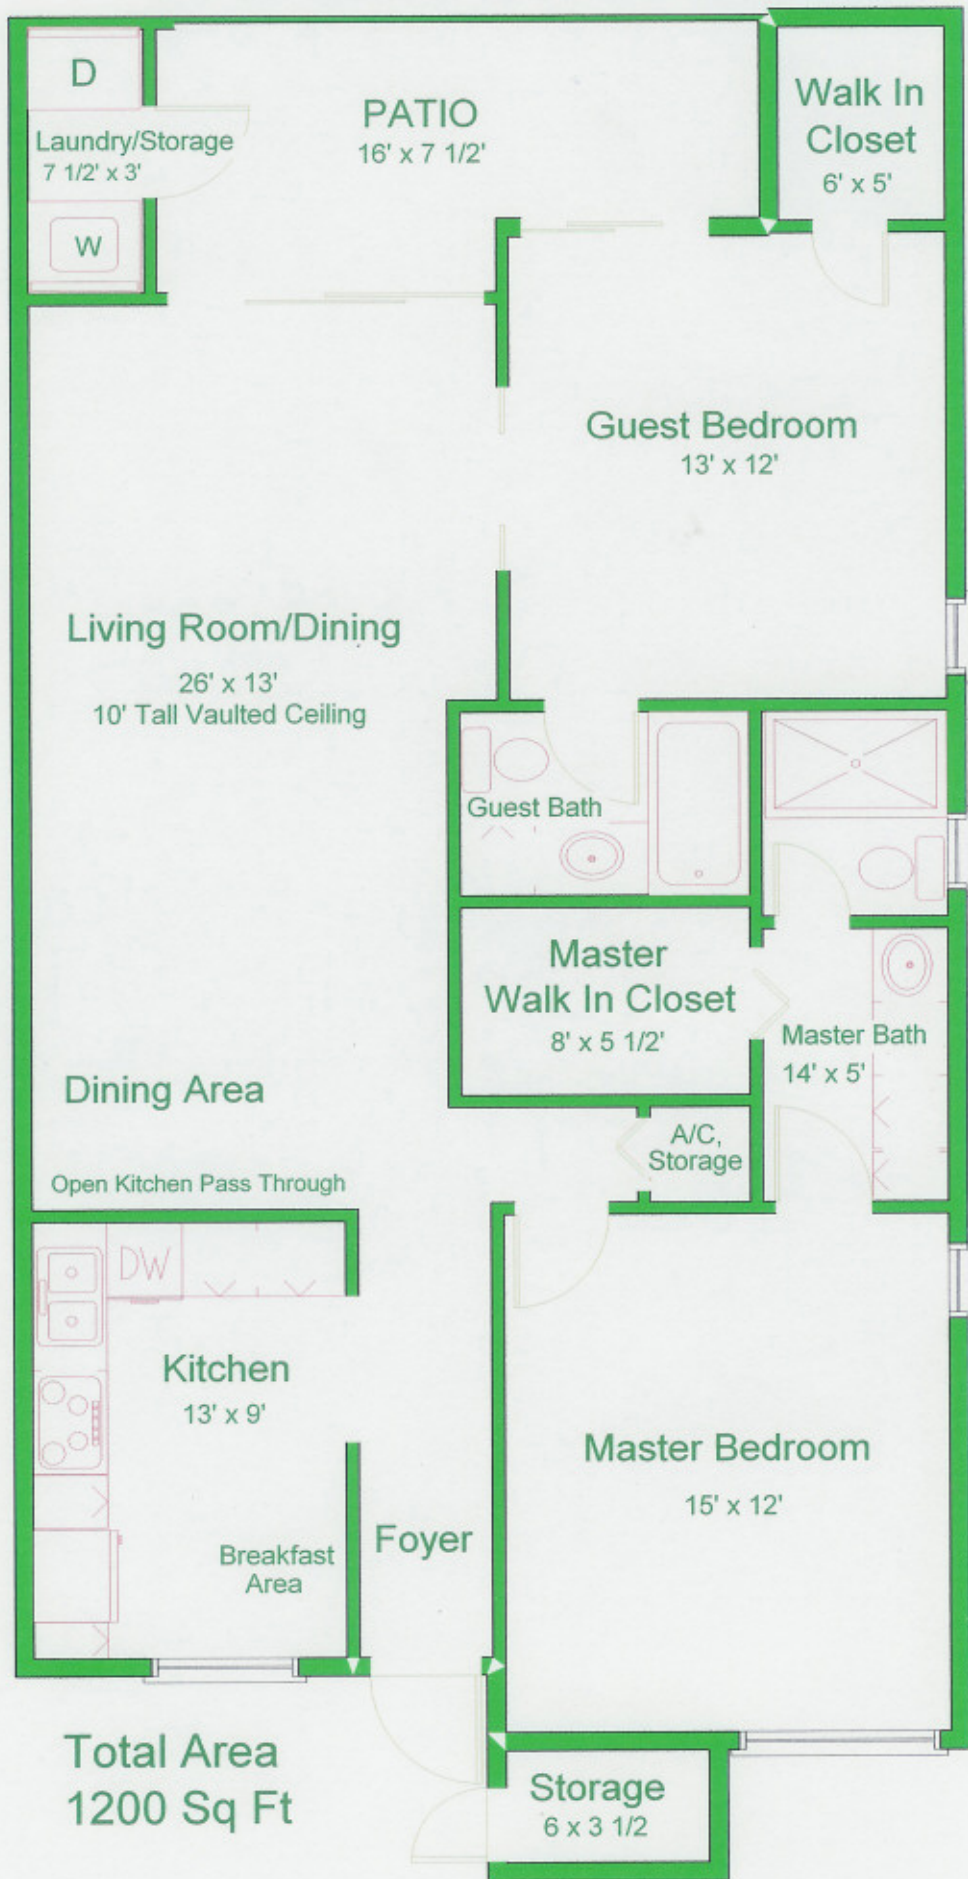 D
Laundry/Storage
7 1/2' x 3'
W
PATIO
16' x 7 1/2'
Walk In
Closet
6' x 5'
Guest Bedroom
13' x 12'
Living Room/Dining
26' x 13'
10' Tall Vaulted Ceiling
Guest Bath
Master
Walk In Closet
8' x 5 1/2'
Master Bath
14' x 5'
Dining Area
A/C,
Storage
Open Kitchen Pass Through
DW
Kitchen
13' x 9'
Master Bedroom
15' x 12'
Foyer
Breakfast
Area
Total Area
1200 Sq Ft
Storage
6 x 3 1/2